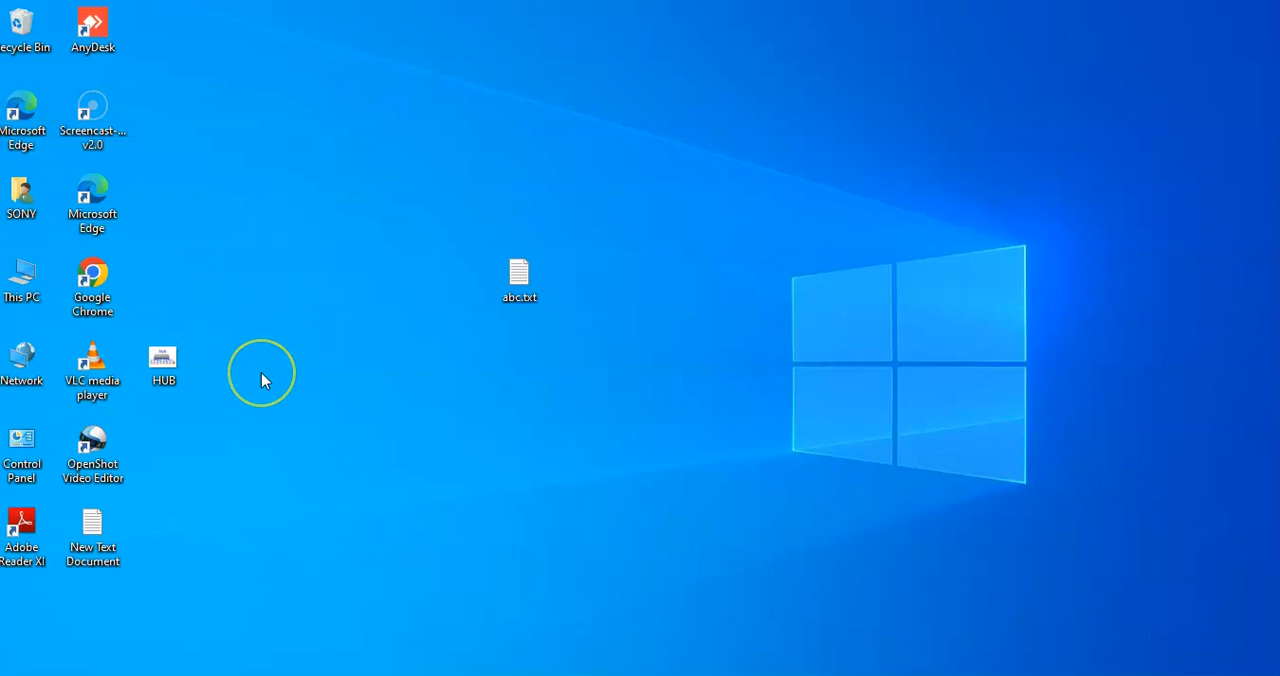 ecycle Bin
AnyDesk
Microsoft
Edge
Screencast-...
v2.0
SONY
Microsoft
Edge
This PC
Google
Chrome
abc.txt
Network
VLC media
player
HUB
Control
Panel
OpenShot
Video Editor
Adobe
Reader XI
New Text
Document